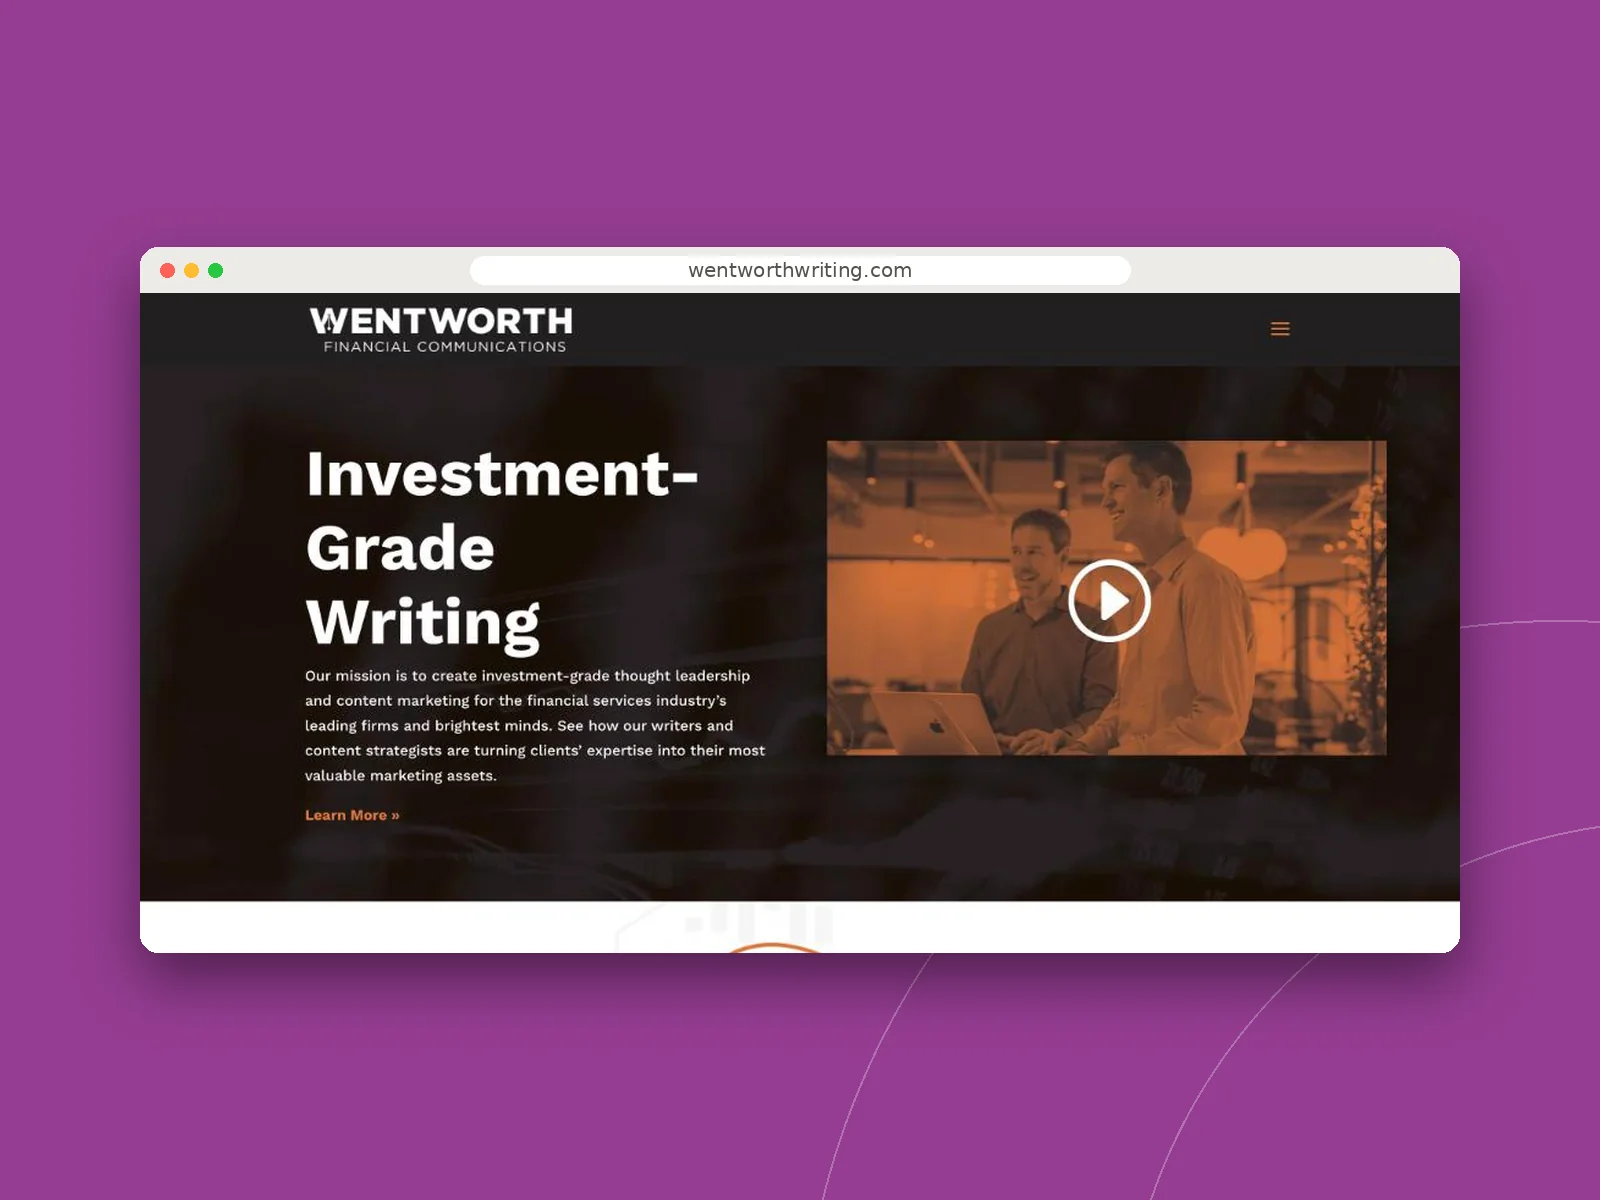 wentworthwriting.com
WENTWORTH
FINANCIAL COMMUNICATIONS
Investment-
Grade
Writing
Our mission is to create investment-grade thought leadership
and content marketing for the financial services industry’s
leading firms and brightest minds. See how our writers and
content strategists are turning clients’ expertise into their most
valuable marketing assets.
Learn More »